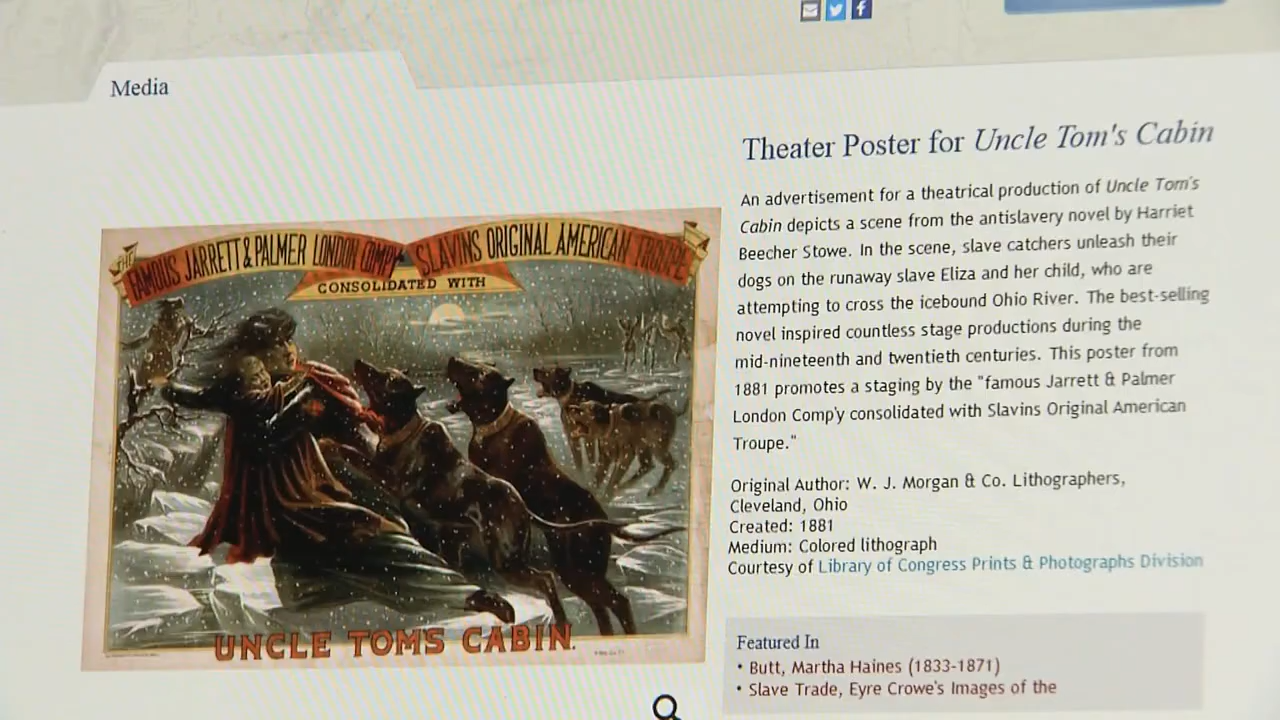 Media
Theater Poster for Uncle Tom's Cabin
An advertisement for a theatrical production of Uncle Tom's
Cabin depicts a scene from the antislavery novel by Harriet
Beecher Stowe. In the scene, slave catchers unleash their
dogs on the runaway slave Eliza and her child, who are
attempting to cross the icebound Ohio River. The best-selling
novel inspired countless stage productions during the
mid-nineteenth and twentieth centuries. This poster from
1881 promotes a staging by the "famous Jarrett & Palmer
London Comp'y consolidated with Slavins Original American
Troupe."
Original Author: W. J. Morgan & Co. Lithographers,
Cleveland, Ohio
Created: 1881
Medium: Colored lithograph
Courtesy of Library of Congress Prints & Photographs Division
Featured In
• Butt, Martha Haines (1833-1871)
• Slave Trade, Eyre Crowe's Images of the
THE FAMOUS JARRETT & PALMER LONDON COMP'Y SLAVINS ORIGINAL AMERICAN TROUPE
CONSOLIDATED WITH
UNCLE TOM'S CABIN.